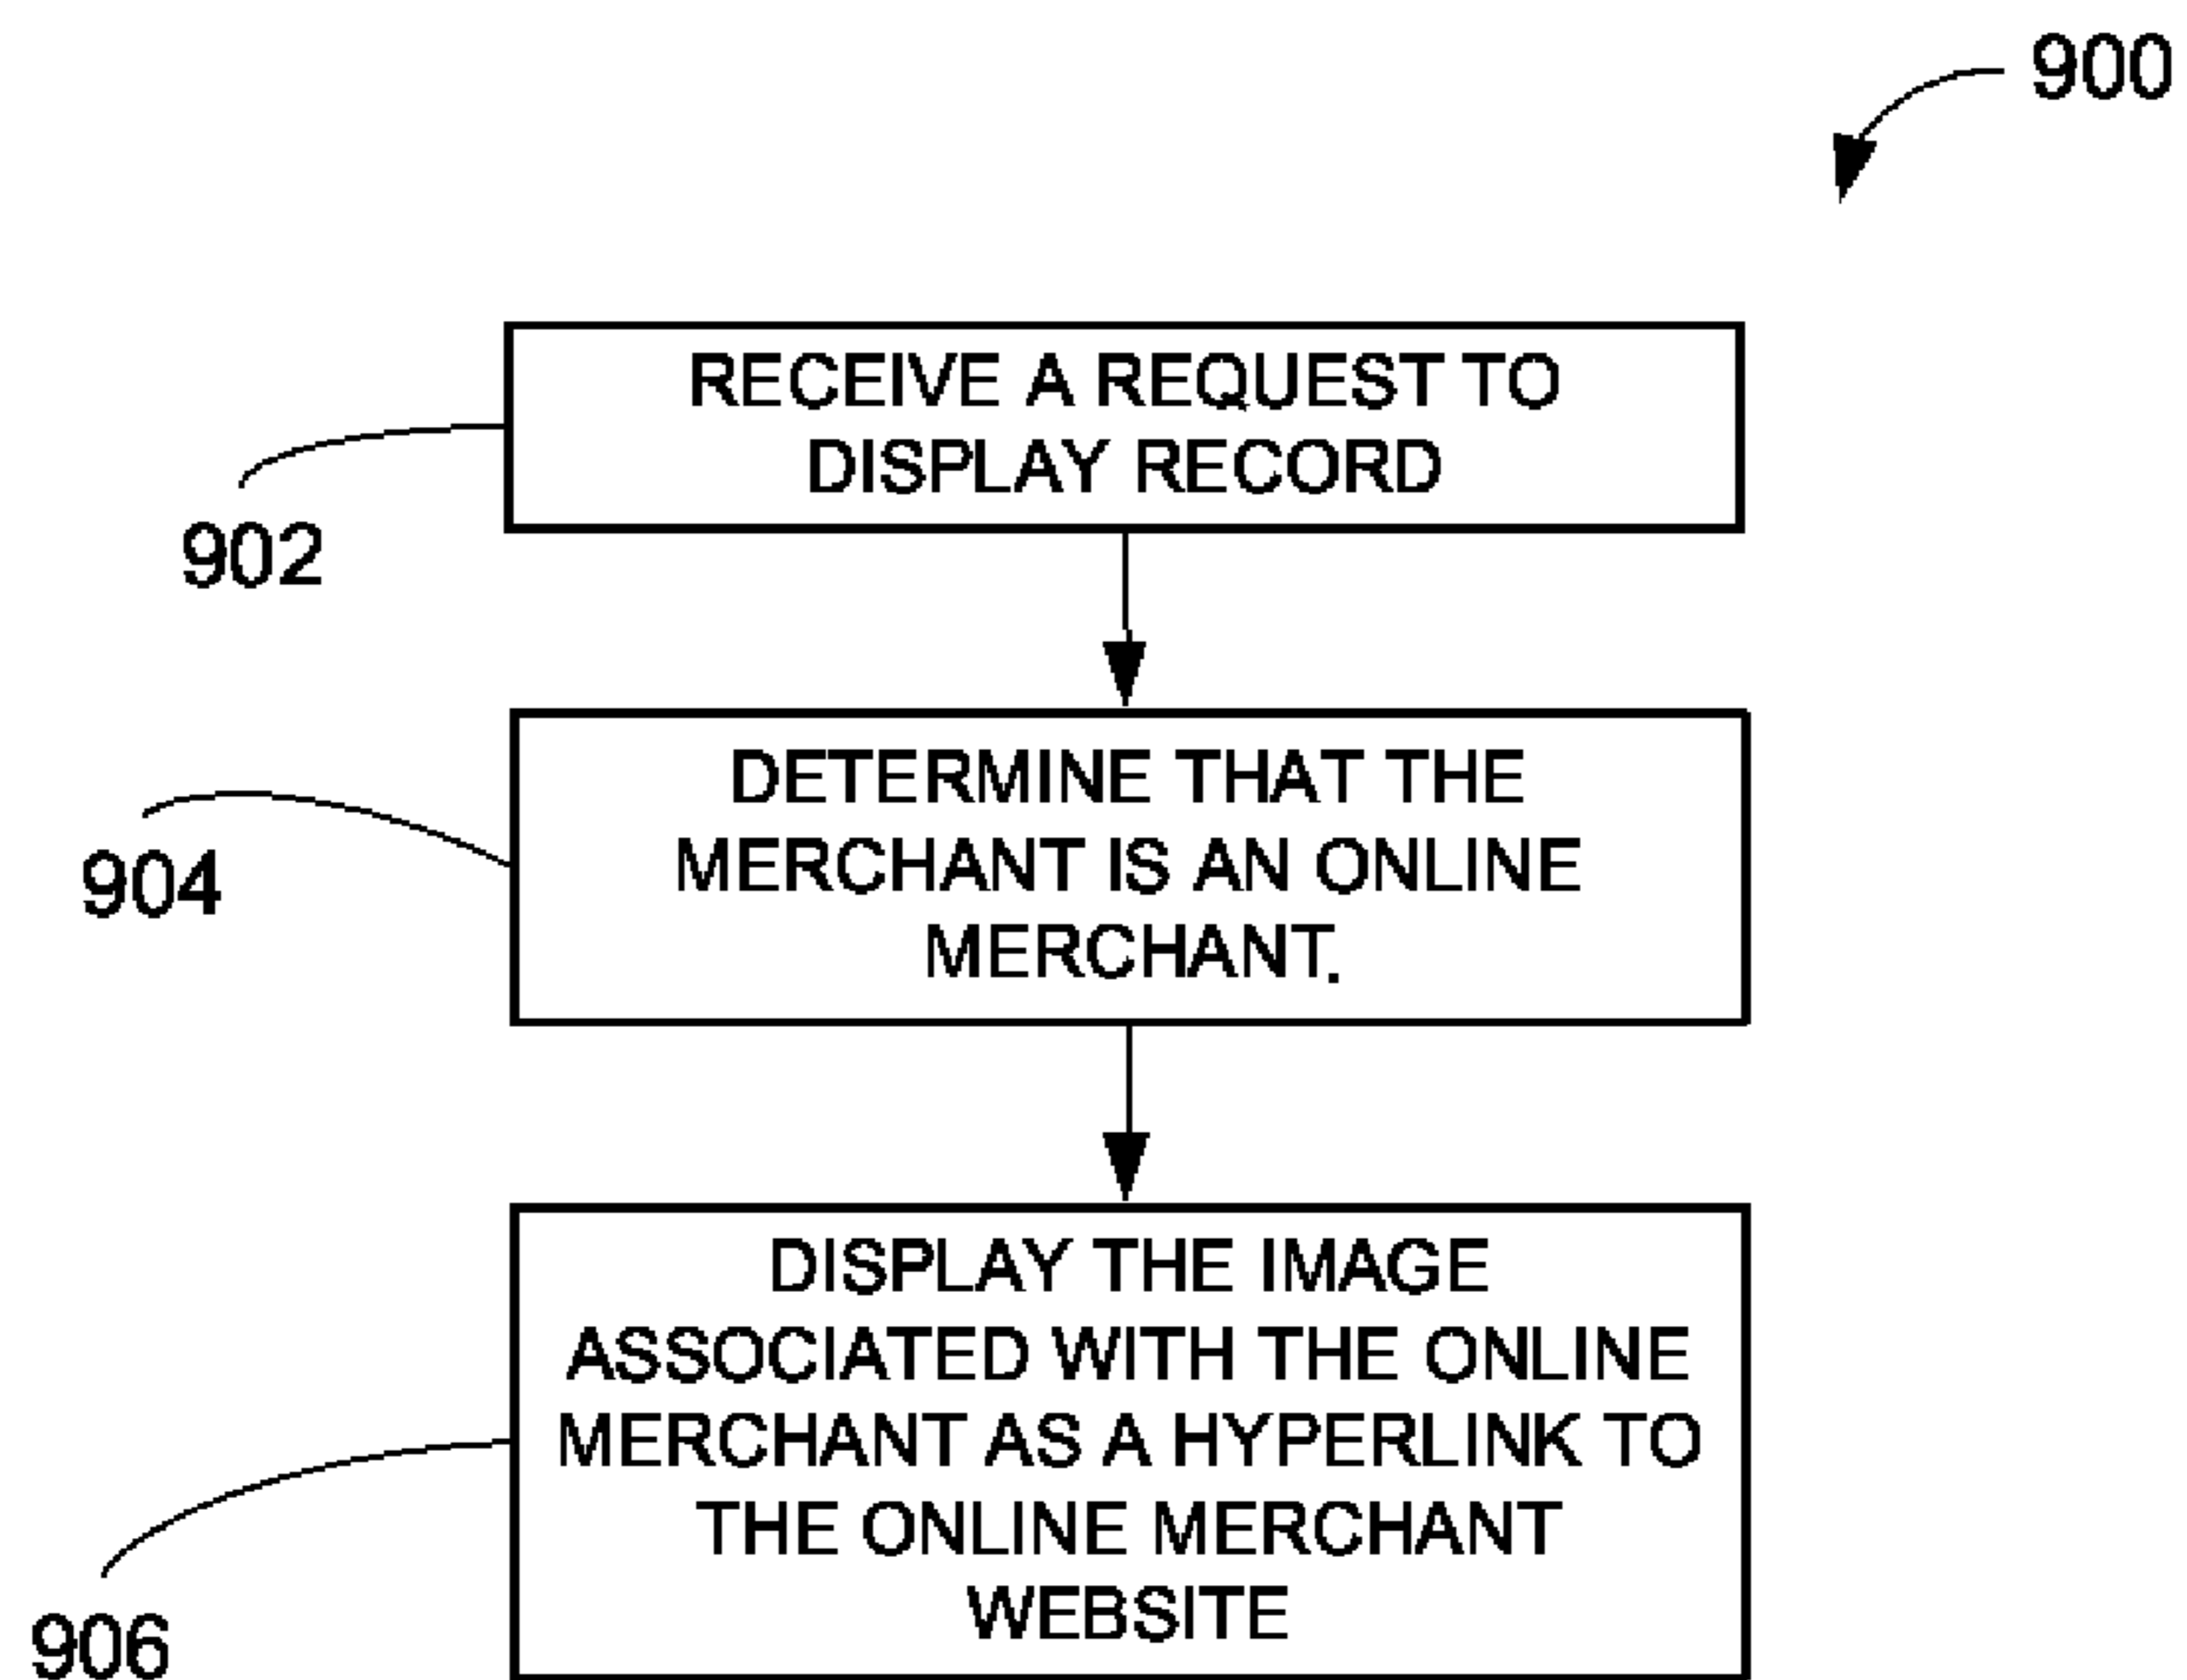 900
RECEIVE A REQUEST TO
DISPLAY RECORD
902
DETERMINE THAT THE
MERCHANT IS AN ONLINE
MERCHANT.
904
DISPLAY THE IMAGE
ASSOCIATED WITH THE ONLINE
MERCHANT AS A HYPERLINK TO
THE ONLINE MERCHANT
WEBSITE
906